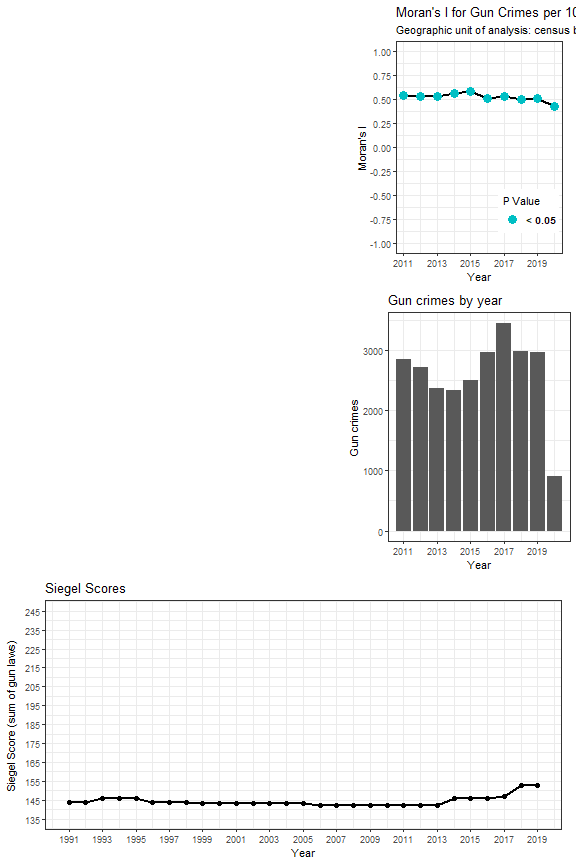 Moran's I for Gun Crimes per 10
Geographic unit of analysis: census b
1.00
0.75
0.50
0.25
0.00
-0.25
-0.50
-0.75
-1.00
Moran's I
P Value
< 0.05
2011 2013 2015 2017 2019
Year
Gun crimes by year
3000
2000
1000
0
Gun crimes
2011 2013 2015 2017 2019
Year
Siegel Scores
245
235
225
215
205
195
185
175
165
155
145
135
Siegel Score (sum of gun laws)
1991 1993 1995 1997 1999 2001 2003 2005 2007 2009 2011 2013 2015 2017 2019
Year